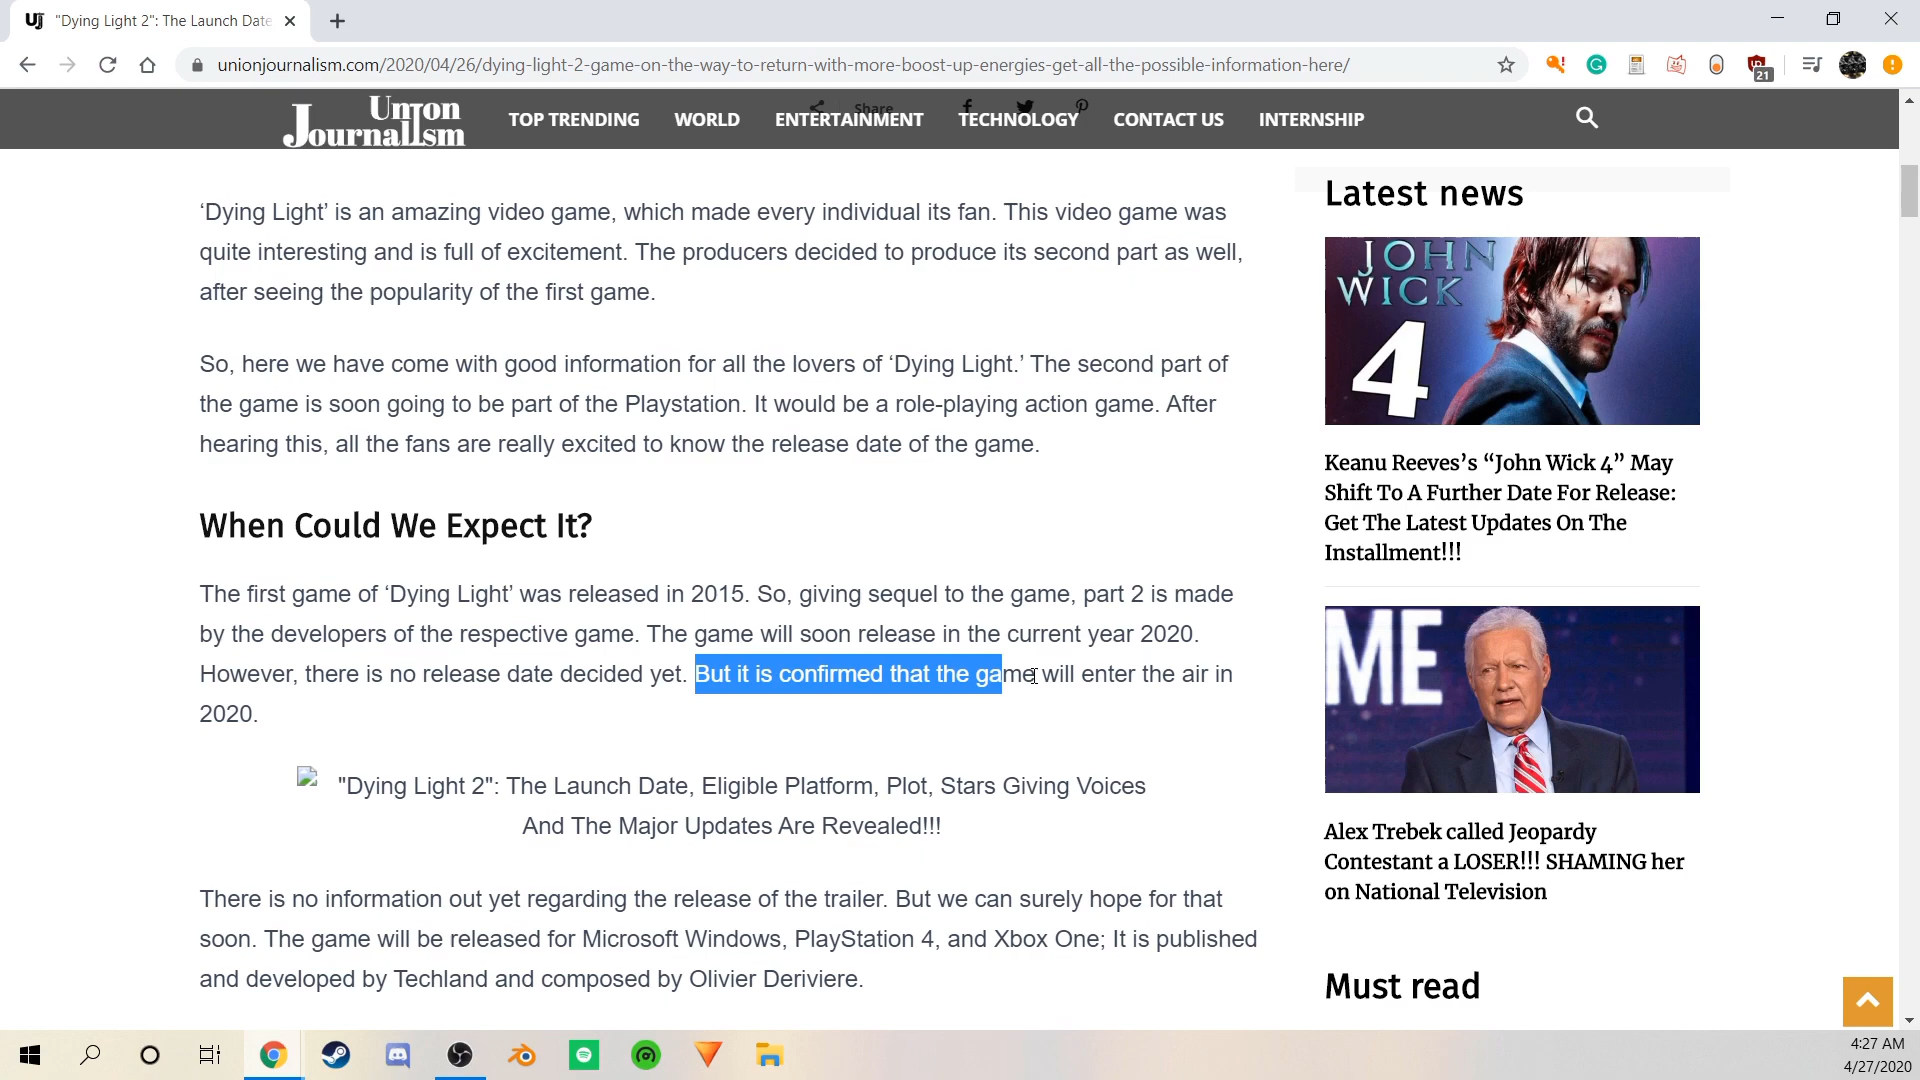 "Dying Light 2": The Launch Date
unionjournalism.com/2020/04/26/dying-light-2-game-on-the-way-to-return-with-more-boost-up-energies-get-all-the-possible-information-here/
21
Union
Journalism
Share
TOP TRENDING
WORLD
ENTERTAINMENT
TECHNOLOGY
CONTACT US
INTERNSHIP
‘Dying Light’ is an amazing video game, which made every individual its fan. This video game was
quite interesting and is full of excitement. The producers decided to produce its second part as well,
after seeing the popularity of the first game.
So, here we have come with good information for all the lovers of ‘Dying Light.’ The second part of
the game is soon going to be part of the Playstation. It would be a role-playing action game. After
hearing this, all the fans are really excited to know the release date of the game.
When Could We Expect It?
The first game of ‘Dying Light’ was released in 2015. So, giving sequel to the game, part 2 is made
by the developers of the respective game. The game will soon release in the current year 2020.
However, there is no release date decided yet. But it is confirmed that the game will enter the air in
2020.
"Dying Light 2": The Launch Date, Eligible Platform, Plot, Stars Giving Voices
And The Major Updates Are Revealed!!!
There is no information out yet regarding the release of the trailer. But we can surely hope for that
soon. The game will be released for Microsoft Windows, PlayStation 4, and Xbox One; It is published
and developed by Techland and composed by Olivier Deriviere.
Latest news
JOHN
WICK
4
Keanu Reeves’s “John Wick 4” May
Shift To A Further Date For Release:
Get The Latest Updates On The
Installment!!!
ME
Alex Trebek called Jeopardy
Contestant a LOSER!!! SHAMING her
on National Television
Must read
4:27 AM
4/27/2020